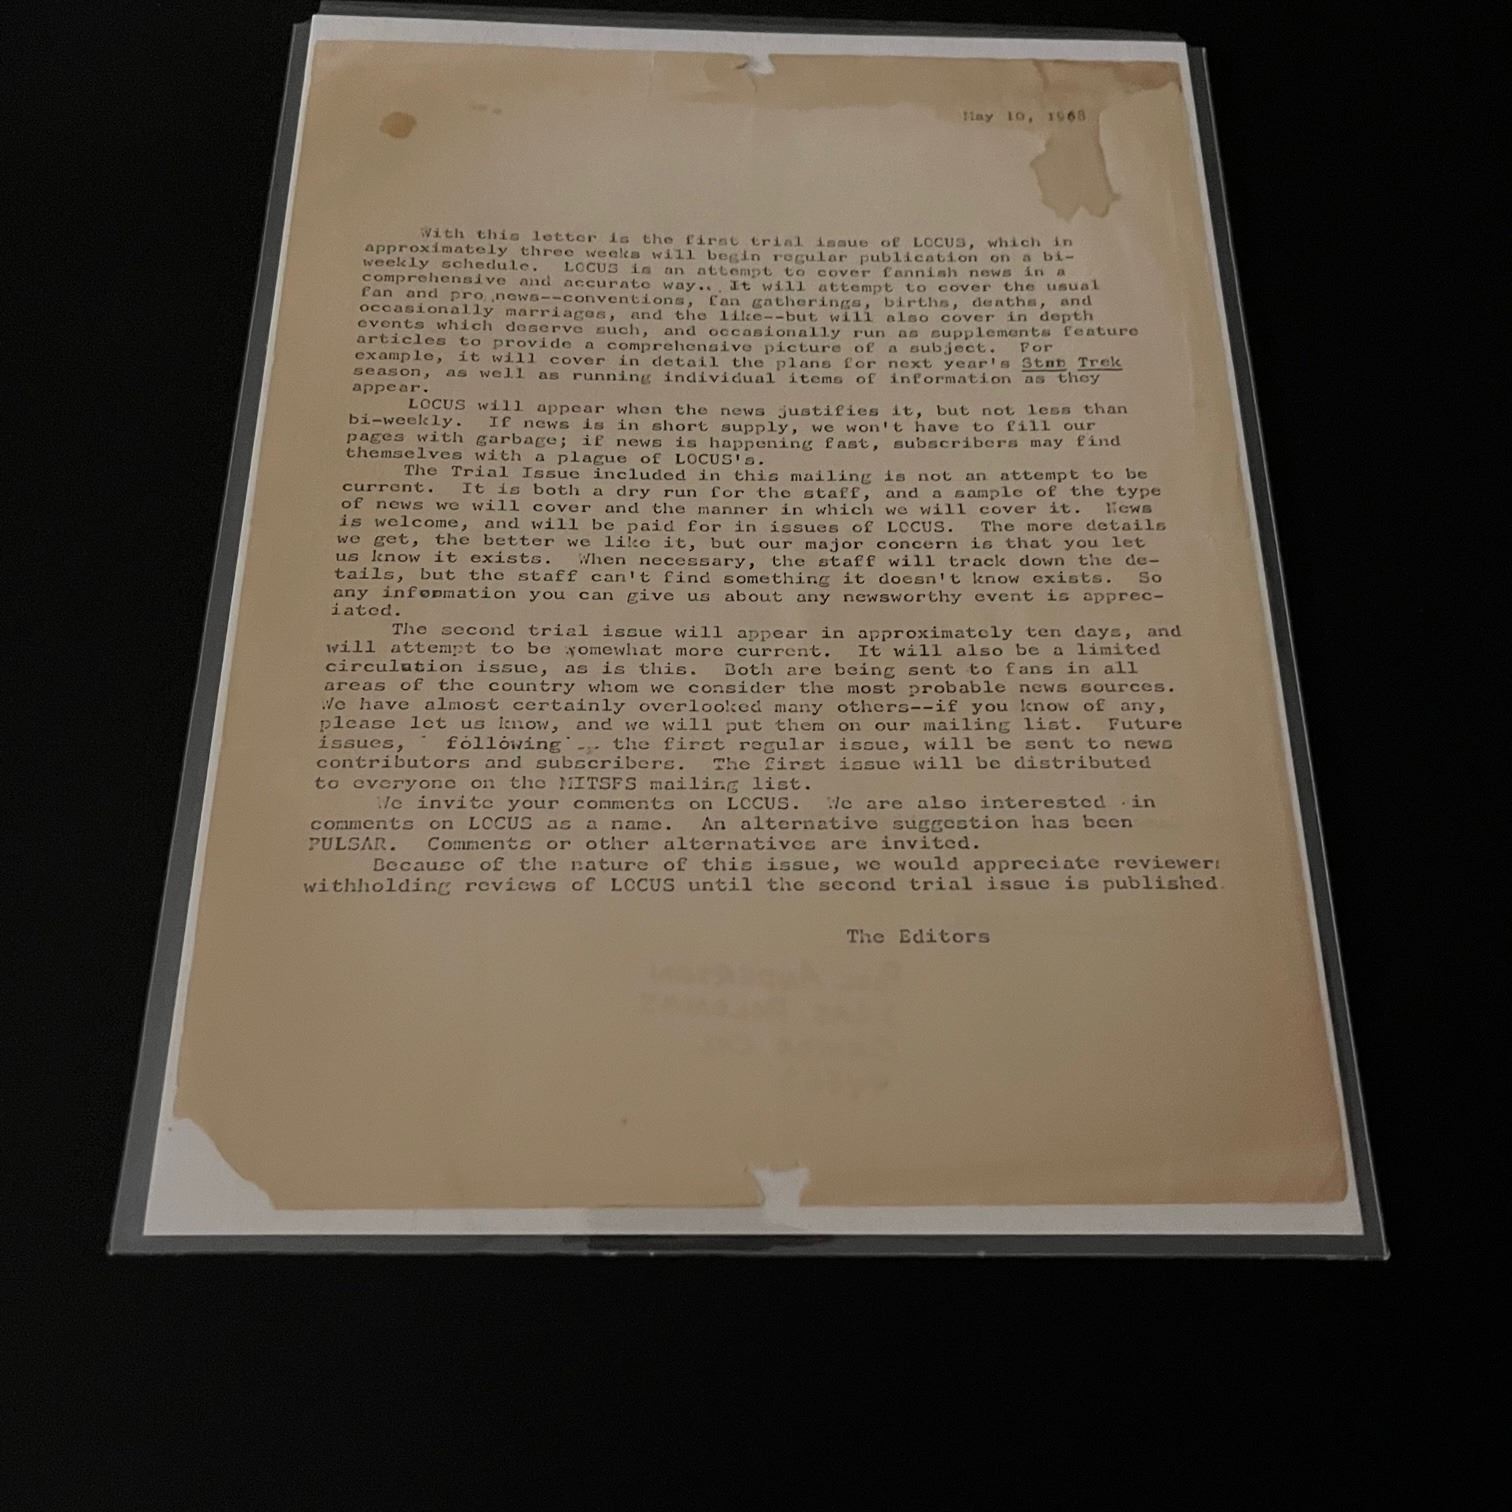 May 10, 1968
With this letter is the first trial issue of LOCUS, which in
approximately three weeks will begin regular publication on a bi-
weekly schedule. LOCUS is an attempt to cover fannish news in a
comprehensive and accurate way.. It will attempt to cover the usual
fan and pro news--conventions, fan gatherings, births, deaths, and
occasionally marriages, and the like--but will also cover in depth
events which deserve such, and occasionally run as supplements feature
articles to provide a comprehensive picture of a subject. For
example, it will cover in detail the plans for next year's Star Trek
season, as well as running individual items of information as they
appear.
LOCUS will appear when the news justifies it, but not less than
bi-weekly. If news is in short supply, we won't have to fill our
pages with garbage; if news is happening fast, subscribers may find
themselves with a plague of LOCUS's.
The Trial Issue included in this mailing is not an attempt to be
current. It is both a dry run for the staff, and a sample of the type
of news we will cover and the manner in which we will cover it. News
is welcome, and will be paid for in issues of LOCUS. The more details
we get, the better we like it, but our major concern is that you let
us know it exists. When necessary, the staff will track down the de-
tails, but the staff can't find something it doesn't know exists. So
any information you can give us about any newsworthy event is apprec-
iated.
The second trial issue will appear in approximately ten days, and
will attempt to be somewhat more current. It will also be a limited
circulation issue, as is this. Both are being sent to fans in all
areas of the country whom we consider the most probable news sources.
We have almost certainly overlooked many others--if you know of any,
please let us know, and we will put them on our mailing list. Future
issues, following the first regular issue, will be sent to news
contributors and subscribers. The first issue will be distributed
to everyone on the MITSFS mailing list.
We invite your comments on LOCUS. We are also interested in
comments on LOCUS as a name. An alternative suggestion has been
PULSAR. Comments or other alternatives are invited.
Because of the nature of this issue, we would appreciate reviewers
withholding reviews of LOCUS until the second trial issue is published.
The Editors